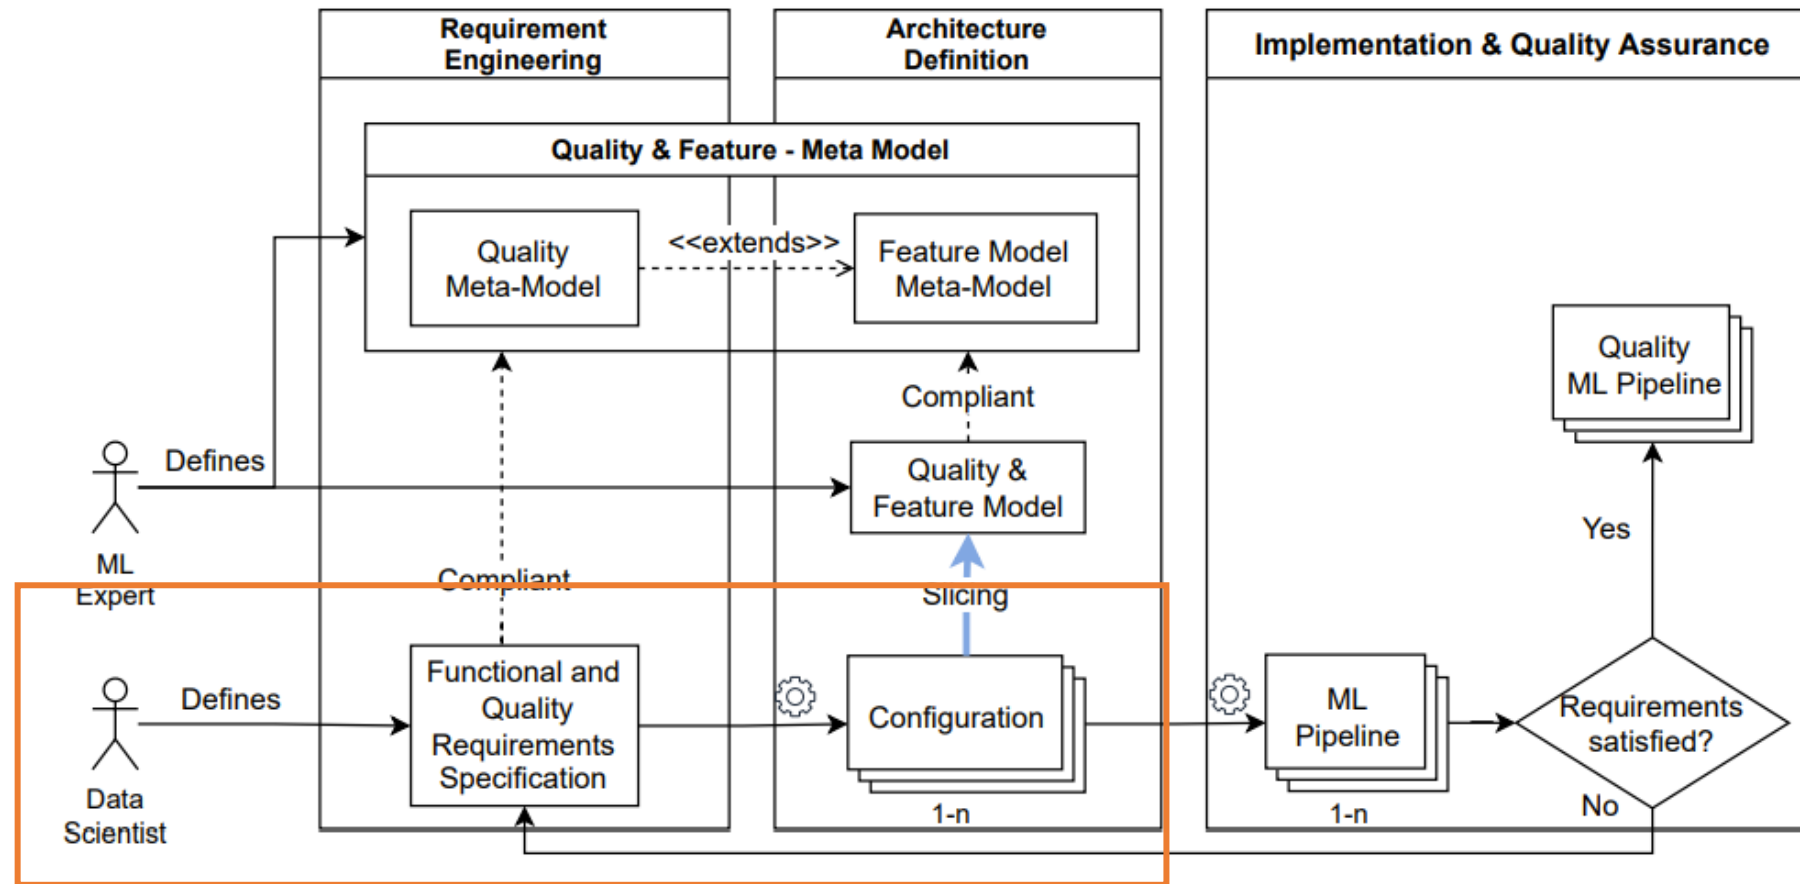 Requirement
Engineering
Architecture
Definition
Implementation & Quality Assurance
Quality & Feature - Meta Model
Quality
Meta-Model
<<extends>>
Feature Model
Meta-Model
Quality
ML Pipeline
Compliant
Defines
Quality &
Feature Model
Yes
ML
Expert
Compliant
Slicing
Defines
Functional and
Quality
Requirements
Specification
Configuration
ML
Pipeline
Requirements
satisfied?
Data
Scientist
1-n
1-n
No